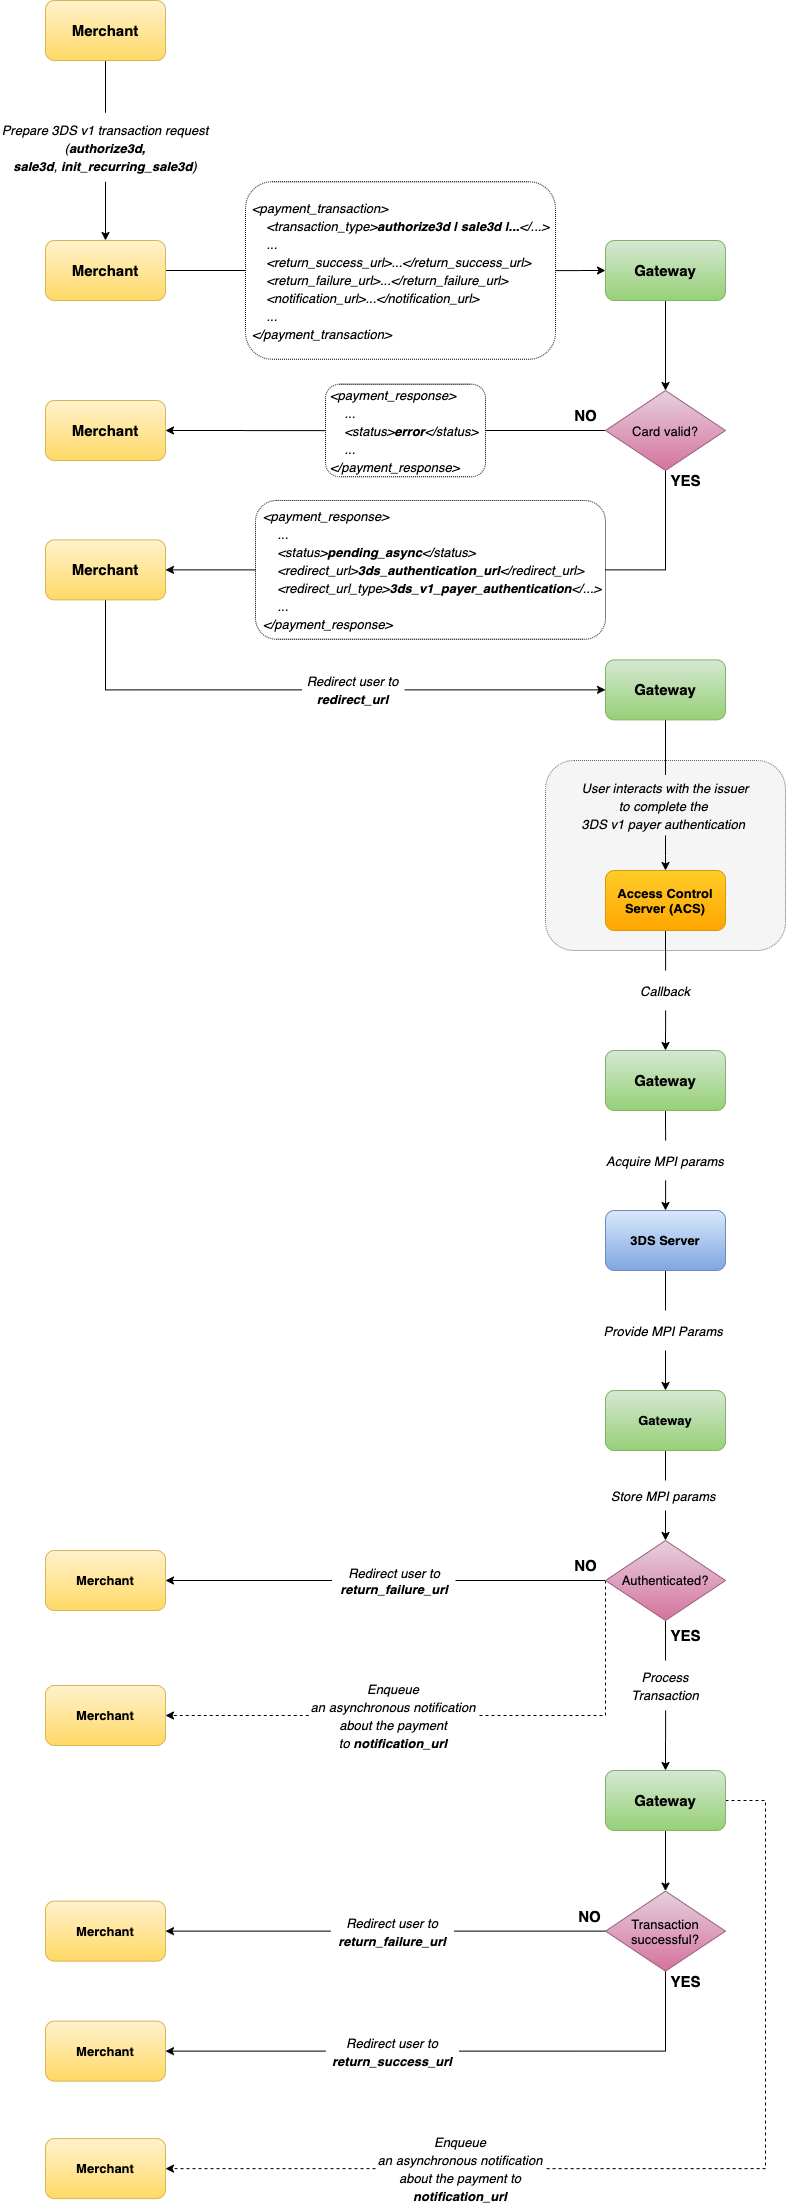 Merchant
Prepare 3DS v1 transaction request
(authorize3d,
sale3d, init_recurring_sale3d)
Merchant
<payment_transaction>
<transaction_type>authorize3d | sale3d |...</...>
...
<return_success_url>...</return_success_url>
<return_failure_url>...</return_failure_url>
<notification_url>...</notification_url>
...
</payment_transaction>
Gateway
Merchant
<payment_response>
...
<status>error</status>
...
</payment_response>
NO
Card valid?
YES
Merchant
<payment_response>
...
<status>pending_async</status>
<redirect_url>3ds_authentication_url</redirect_url>
<redirect_url_type>3ds_v1_payer_authentication</...>
...
</payment_response>
Redirect user to
redirect_url
Gateway
User interacts with the issuer
to complete the
3DS v1 payer authentication
Access Control
Server (ACS)
Callback
Gateway
Acquire MPI params
3DS Server
Provide MPI Params
Gateway
Store MPI params
Merchant
Redirect user to
return_failure_url
NO
Authenticated?
YES
Merchant
Enqueue
an asynchronous notification
about the payment
to notification_url
Process
Transaction
Gateway
Merchant
Redirect user to
return_failure_url
NO
Transaction
successful?
YES
Merchant
Redirect user to
return_success_url
Merchant
Enqueue
an asynchronous notification
about the payment to
notification_url